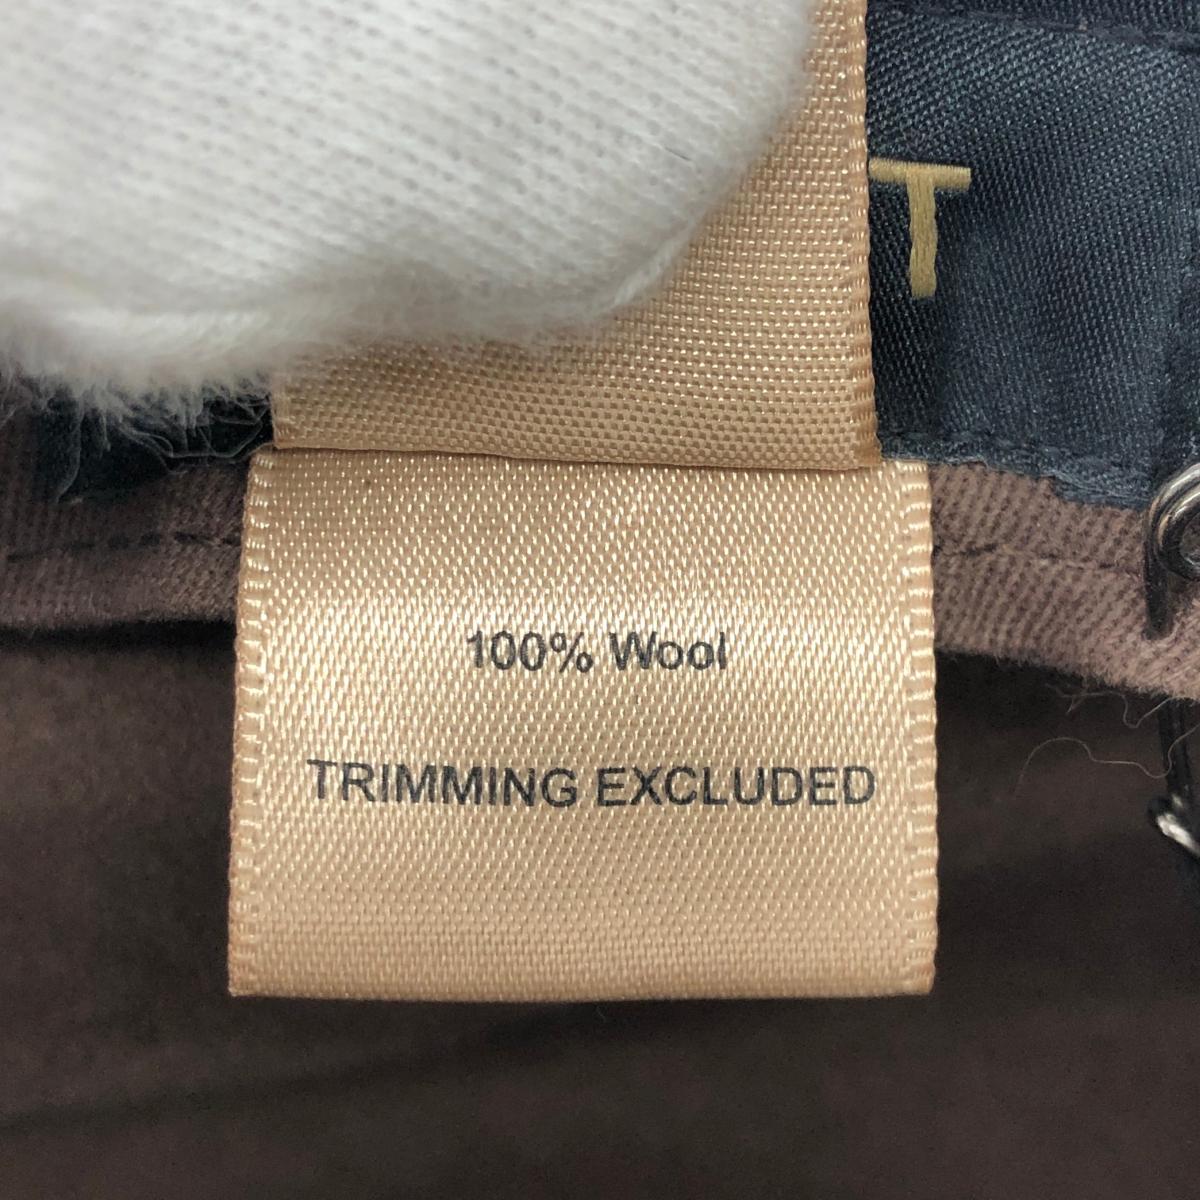 T
100% Wool
TRIMMING EXCLUDED